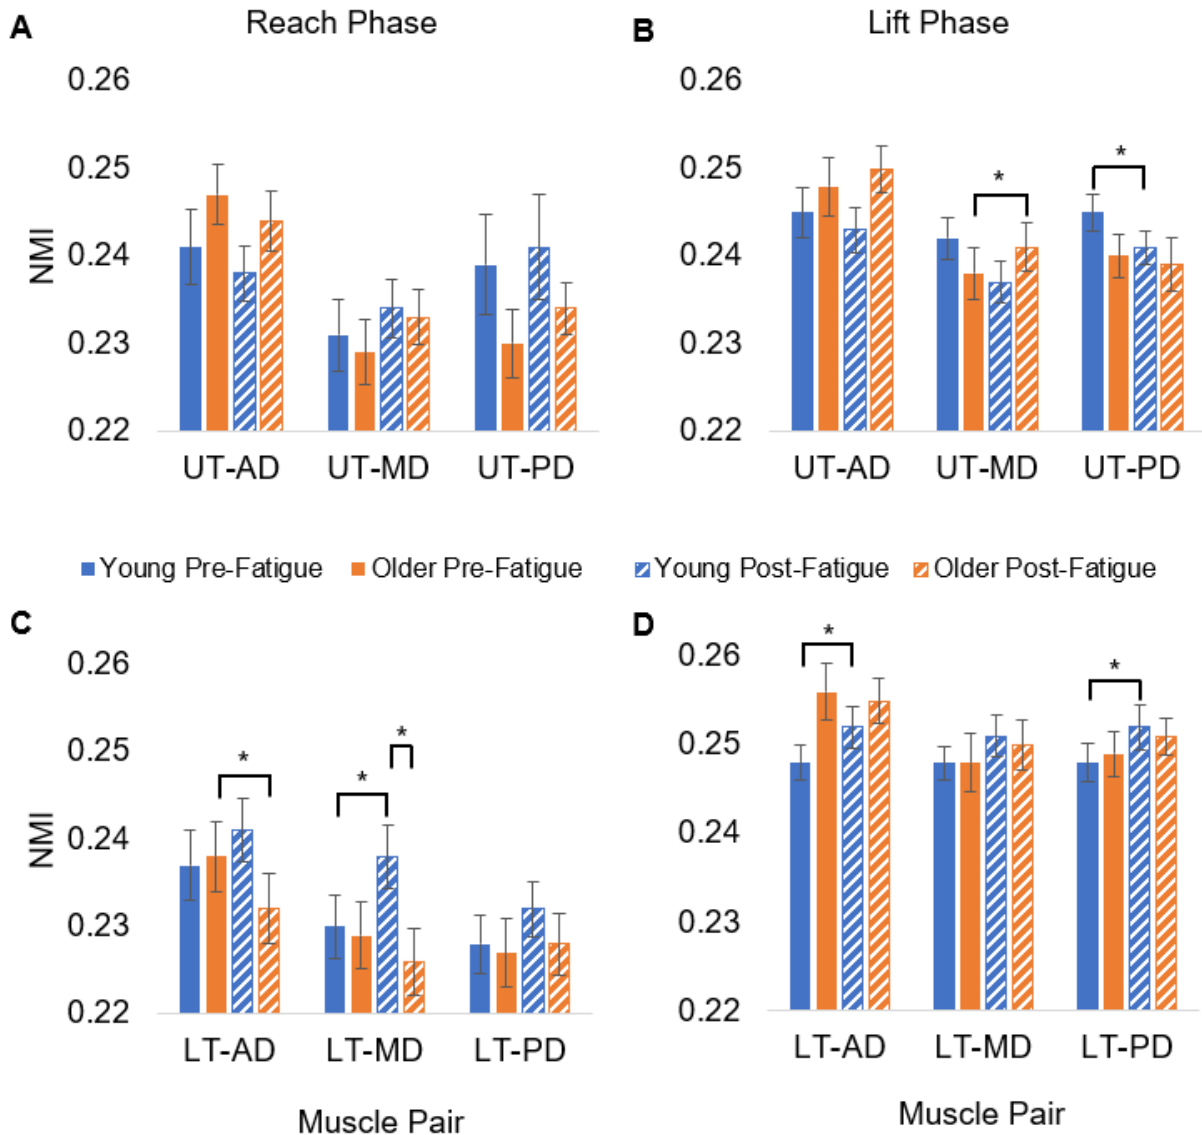 A
Reach Phase
NMI
0.26
0.25
0.24
0.23
0.22
UT-AD UT-MD UT-PD
B
Lift Phase
0.26
0.25
0.24
0.23
0.22
*
*
UT-AD UT-MD UT-PD
Young Pre-Fatigue Older Pre-Fatigue Young Post-Fatigue Older Post-Fatigue
C
NMI
0.26
0.25
0.24
0.23
0.22
*
*
*
LT-AD LT-MD LT-PD
Muscle Pair
D
0.26
0.25
0.24
0.23
0.22
*
*
LT-AD LT-MD LT-PD
Muscle Pair